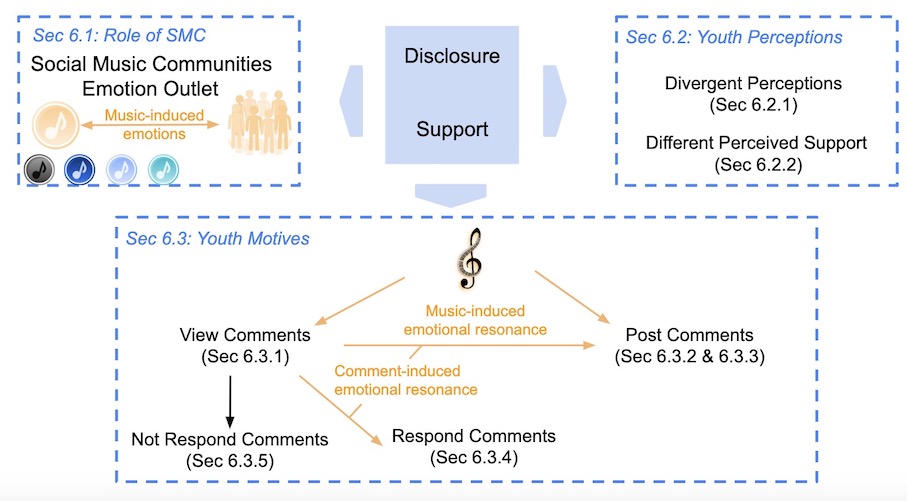 Sec 6.1: Role of SMC
Social Music Communities
Emotion Outlet
Music-induced
emotions
Disclosure
Support
Sec 6.2: Youth Perceptions
Divergent Perceptions
(Sec 6.2.1)
Different Perceived Support
(Sec 6.2.2)
Sec 6.3: Youth Motives
Music-induced
emotional resonance
View Comments
(Sec 6.3.1)
Post Comments
(Sec 6.3.2 & 6.3.3)
Comment-induced
emotional resonance
Not Respond Comments
(Sec 6.3.5)
Respond Comments
(Sec 6.3.4)